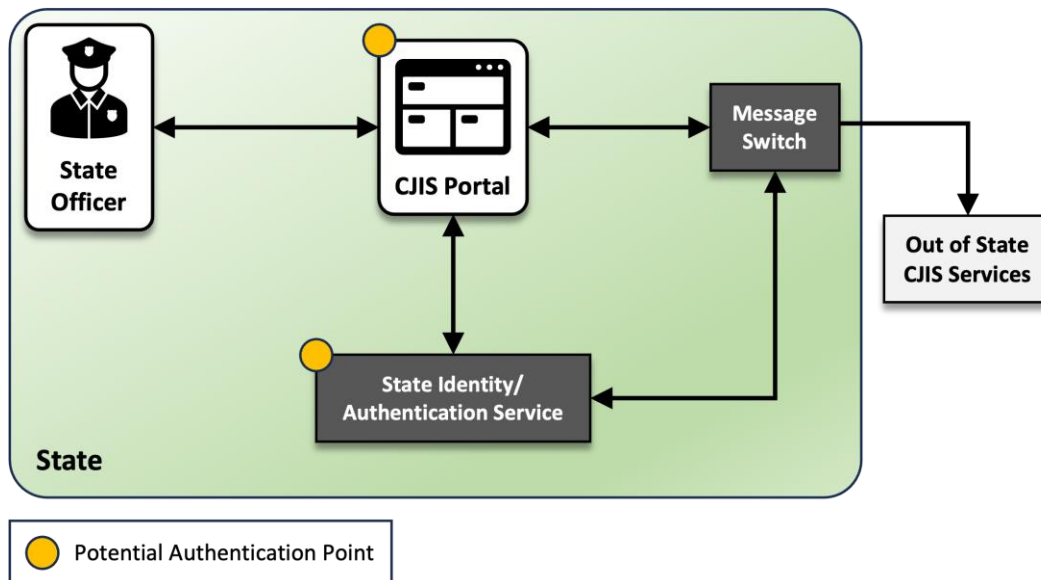 State
Officer
CJIS Portal
Message
Switch
Out of State
CJIS Services
State Identity/
Authentication Service
State
Potential Authentication Point